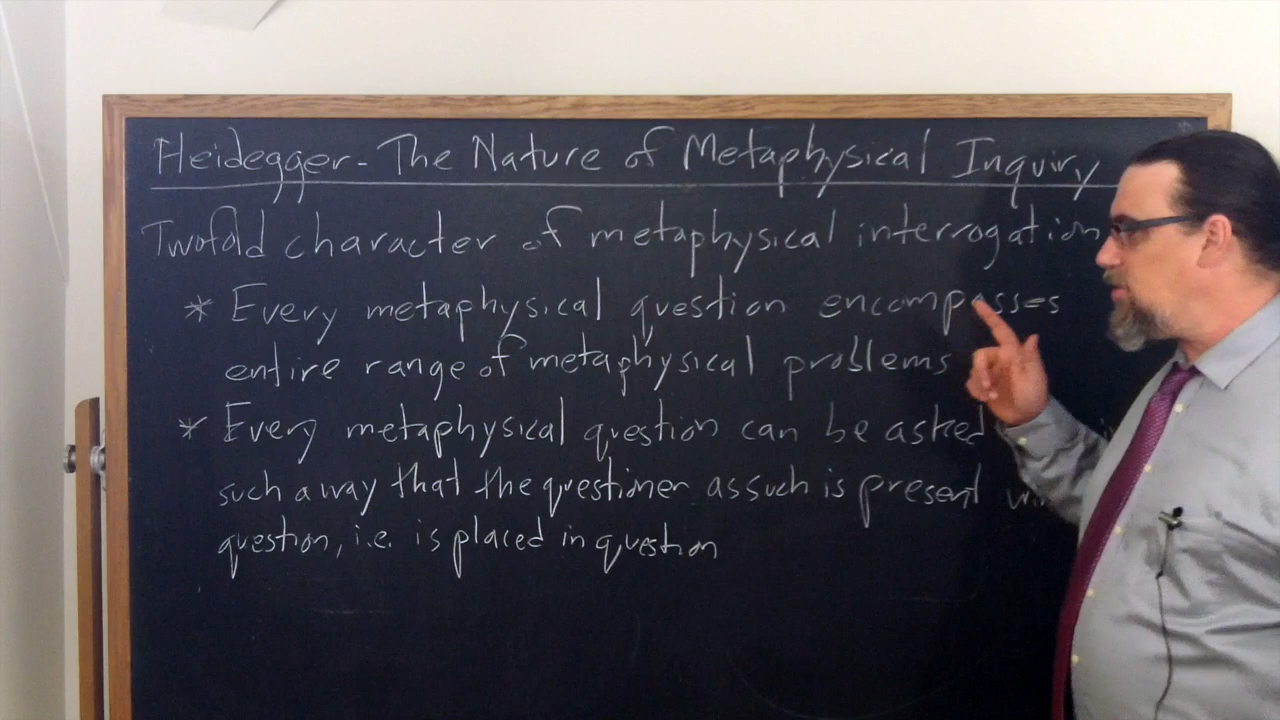 Heidegger - The Nature of Metaphysical Inquiry
Twofold character of metaphysical interrogation
* Every metaphysical question encompasses
entire range of metaphysical problems
* Every metaphysical question can be asked
such a way that the questioner as such is present
question, i.e. is placed in question